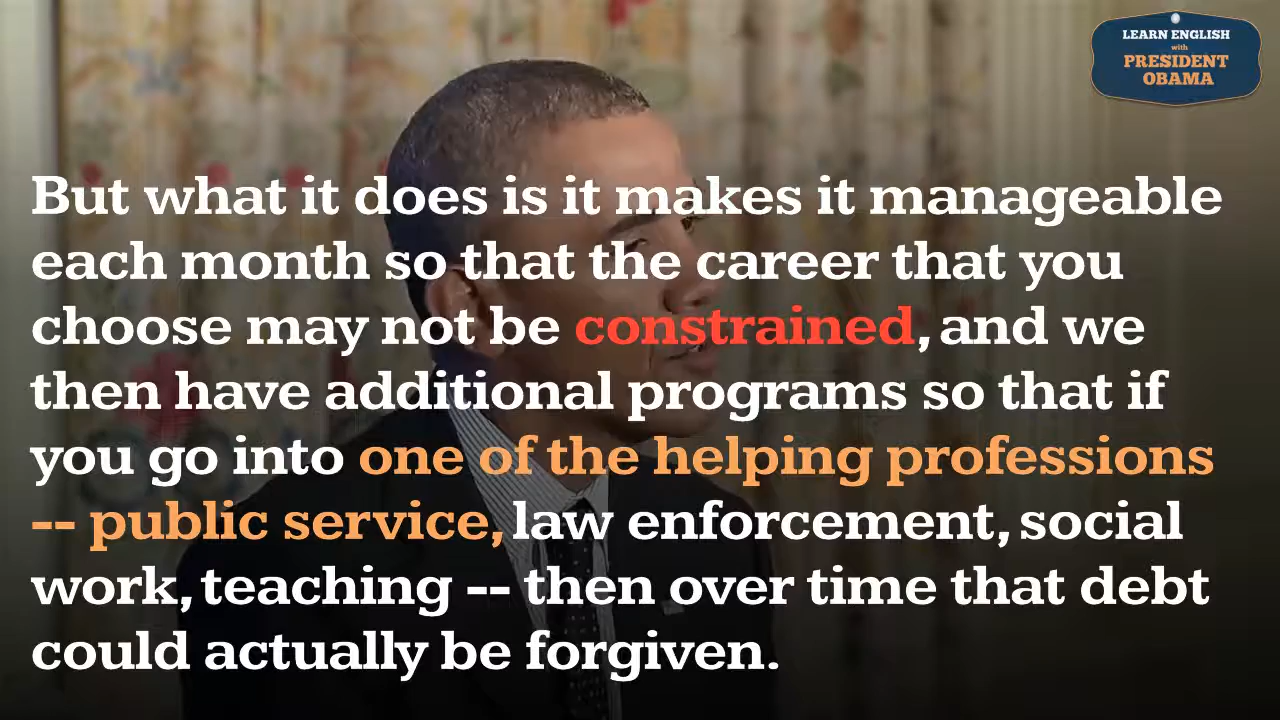 LEARN ENGLISH
with
PRESIDENT
OBAMA
But what it does is it makes it manageable
each month so that the career that you
choose may not be constrained, and we
then have additional programs so that if
you go into one of the helping professions
-- public service, law enforcement, social
work, teaching -- then over time that debt
could actually be forgiven.